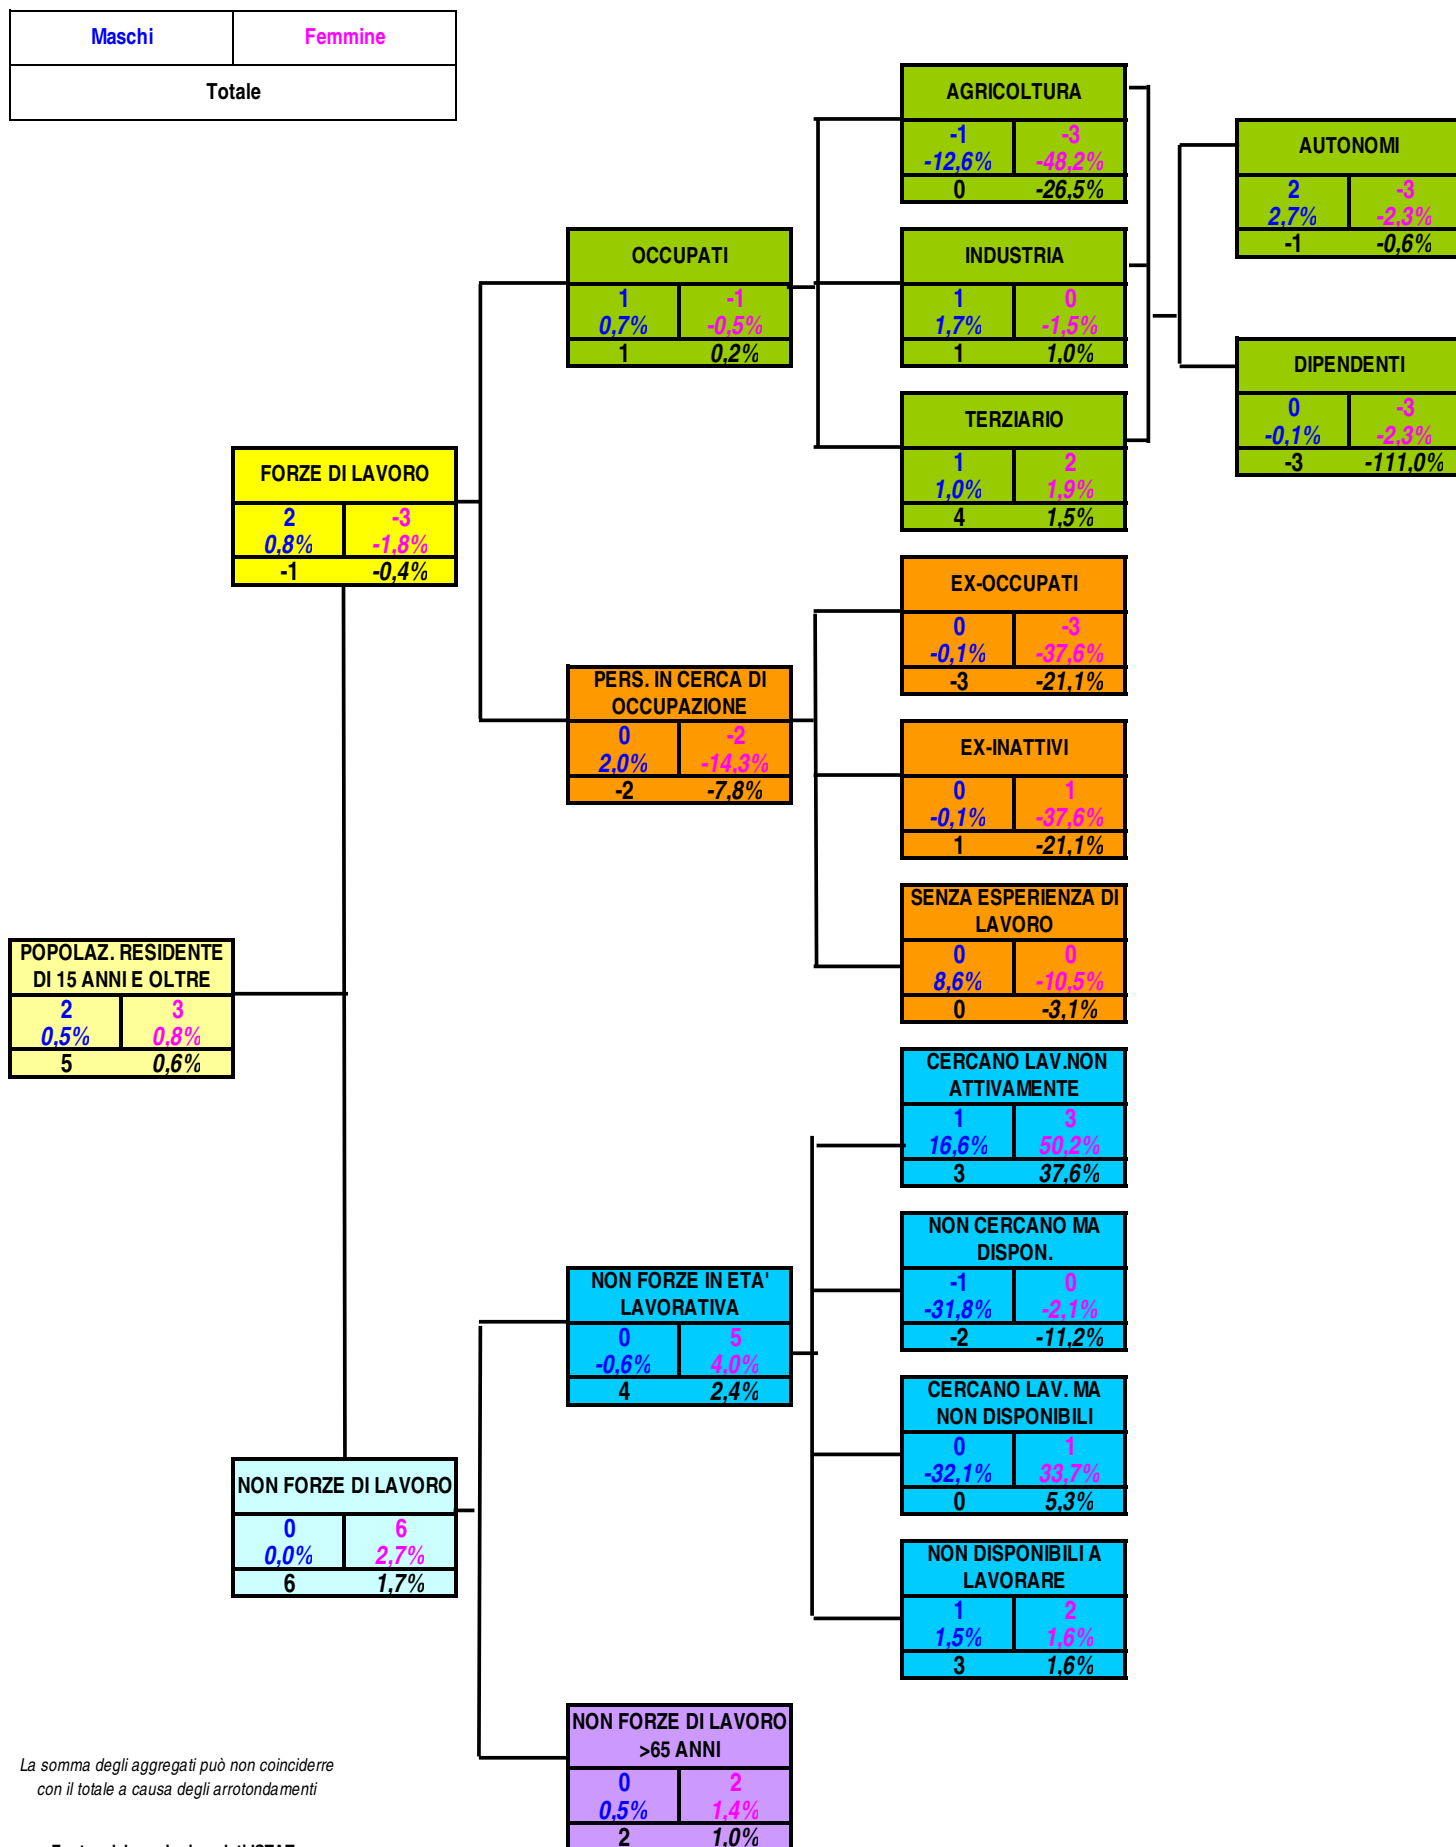 Maschi Femmine
Totale
AGRICOLTURA
-1 -3
-12,6% -48,2%
0 -26,5%
AUTONOMI
2 -3
2,7% -2,3%
-1 -0,6%
OCCUPATI
1 -1
0,7% -0,5%
1 0,2%
INDUSTRIA
1 0
1,7% -1,5%
1 1,0%
DIPENDENTI
0 -3
-0,1% -2,3%
-3 -111,0%
TERZIARIO
1 2
1,0% 1,9%
4 1,5%
FORZE DI LAVORO
2 -3
0,8% -1,8%
-1 -0,4%
EX-OCCUPATI
0 -3
-0,1% -37,6%
-3 -21,1%
PERS. IN CERCA DI
OCCUPAZIONE
0 -2
2,0% -14,3%
-2 -7,8%
EX-INATTIVI
0 1
-0,1% -37,6%
1 -21,1%
SENZA ESPERIENZA DI
LAVORO
0 0
8,6% -10,5%
0 -3,1%
POPOLAZ. RESIDENTE
DI 15 ANNI E OLTRE
2 3
0,5% 0,8%
5 0,6%
CERCANO LAV.NON
ATTIVAMENTE
1 3
16,6% 50,2%
3 37,6%
NON CERCANO MA
DISPON.
-1 0
-31,8% -2,1%
-2 -11,2%
NON FORZE IN ETA'
LAVORATIVA
0 5
-0,6% 4,0%
4 2,4%
CERCANO LAV. MA
NON DISPONIBILI
0 1
-32,1% 33,7%
0 5,3%
NON FORZE DI LAVORO
0 6
0,0% 2,7%
6 1,7%
NON DISPONIBILI A
LAVORARE
1 2
1,5% 1,6%
3 1,6%
NON FORZE DI LAVORO
>65 ANNI
0 2
0,5% 1,4%
2 1,0%
La somma degli aggregati può non coinciderre
con il totale a causa degli arrotondamenti